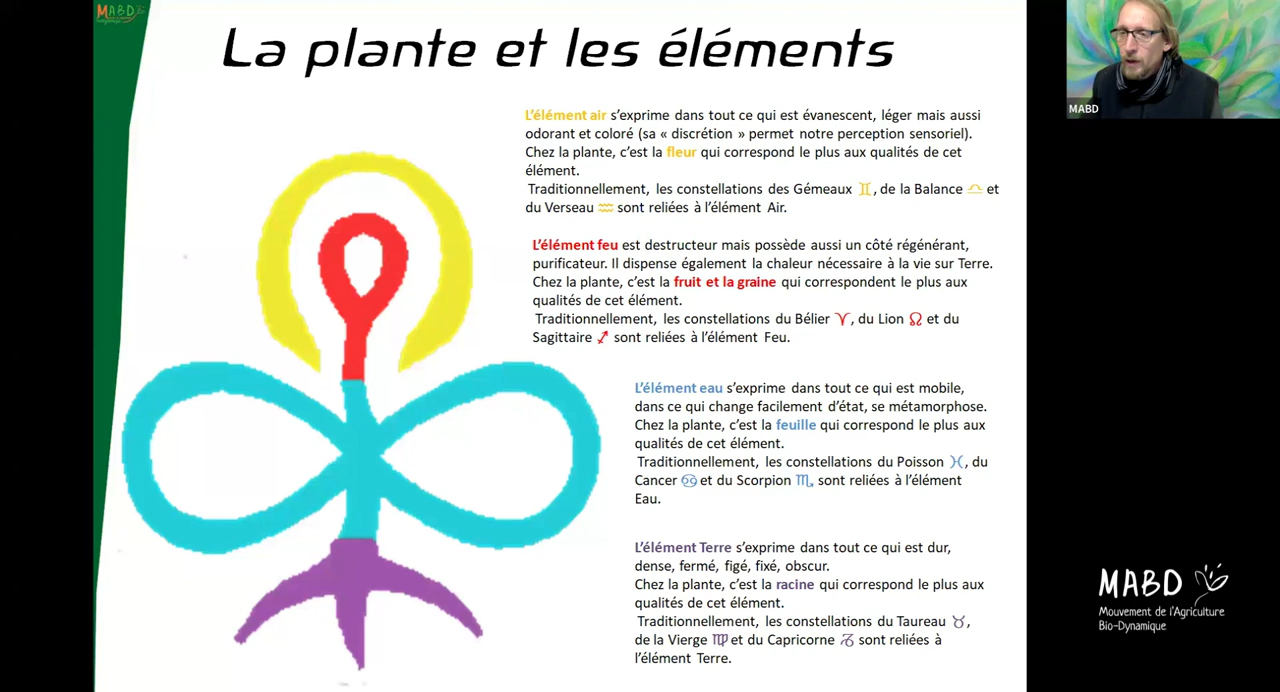 MABD
La plante et les éléments
MABD
L'élément air s'exprime dans tout ce qui est évanescent, léger mais aussi
odorant et coloré (sa « discrétion » permet notre perception sensoriel).
Chez la plante, c'est la fleur qui correspond le plus aux qualités de cet
élément.
Traditionnellement, les constellations des Gémeaux ♊, de la Balance ♎ et
du Verseau ♒ sont reliées à l'élément Air.
L'élément feu est destructeur mais possède aussi un côté régénérant,
purificateur. Il dispense également la chaleur nécessaire à la vie sur Terre.
Chez la plante, c'est la fruit et la graine qui correspondent le plus aux
qualités de cet élément.
Traditionnellement, les constellations du Bélier ♈, du Lion ☊ et du
Sagittaire ♐ sont reliées à l'élément Feu.
L'élément eau s'exprime dans tout ce qui est mobile,
dans ce qui change facilement d'état, se métamorphose.
Chez la plante, c'est la feuille qui correspond le plus aux
qualités de cet élément.
Traditionnellement, les constellations du Poisson ♓, du
Cancer ♋ et du Scorpion ♏, sont reliées à l'élément
Eau.
L'élément Terre s'exprime dans tout ce qui est dur,
dense, fermé, figé, fixé, obscur.
Chez la plante, c'est la racine qui correspond le plus aux
qualités de cet élément.
Traditionnellement, les constellations du Taureau ♉,
de la Vierge ♍ et du Capricorne ♑ sont reliées à
l'élément Terre.
MABD
Mouvement de l'Agriculture
Bio-Dynamique